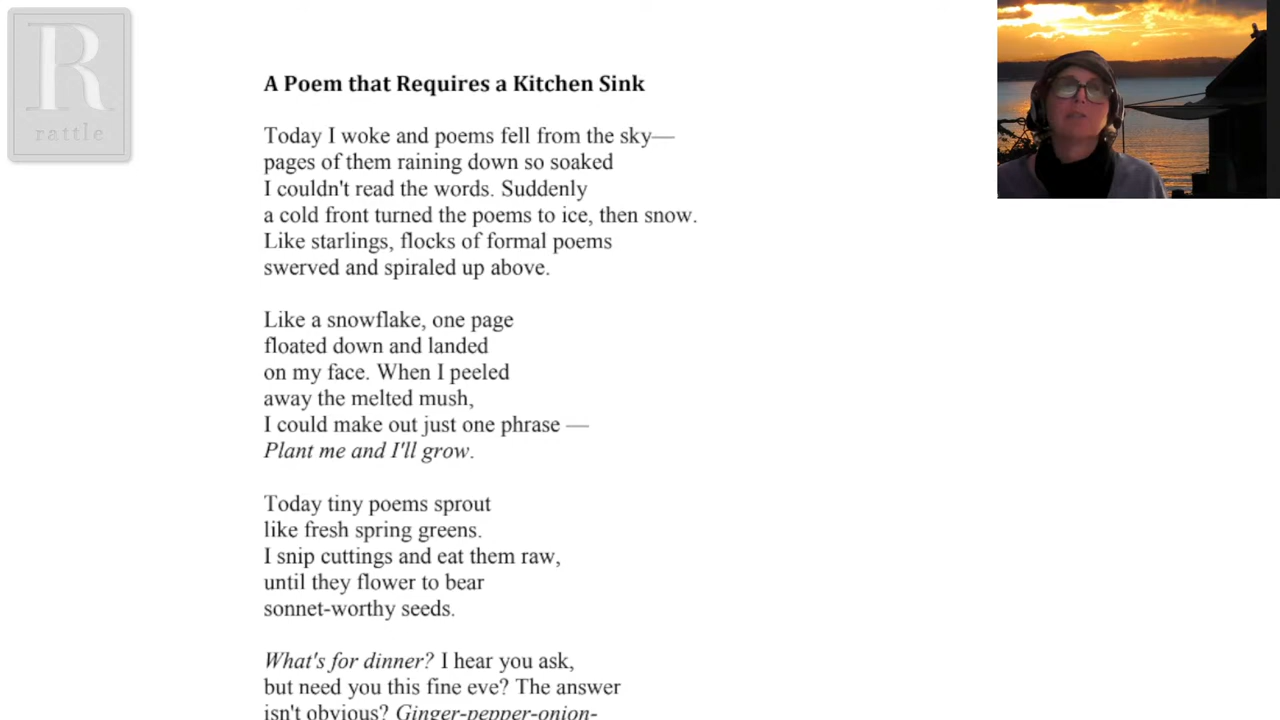 R
rattle
A Poem that Requires a Kitchen Sink
Today I woke and poems fell from the sky—
pages of them raining down so soaked
I couldn't read the words. Suddenly
a cold front turned the poems to ice, then snow.
Like starlings, flocks of formal poems
swerved and spiraled up above.
Like a snowflake, one page
floated down and landed
on my face. When I peeled
away the melted mush,
I could make out just one phrase —
Plant me and I'll grow.
Today tiny poems sprout
like fresh spring greens.
I snip cuttings and eat them raw,
until they flower to bear
sonnet-worthy seeds.
What's for dinner? I hear you ask,
but need you this fine eve? The answer
isn't obvious? Ginger-pepper-onion-